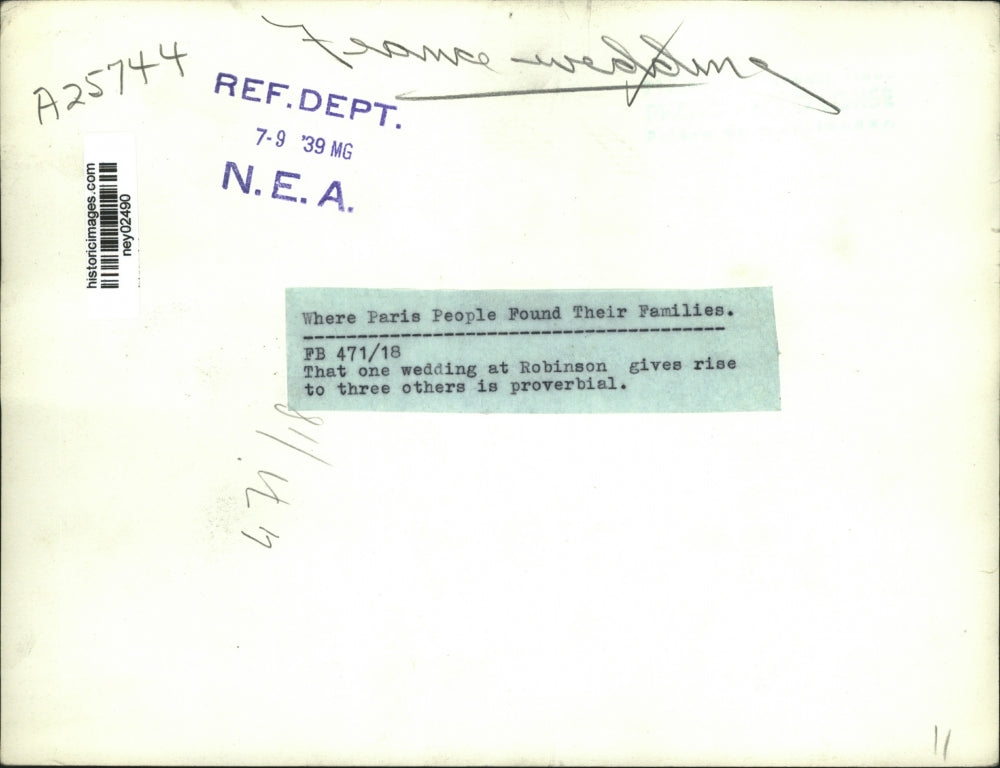 France wedding
A25744
REF. DEPT.
7-9 '39 MG
N. E. A.
historicimages.com
ney02490
Where Paris People Found Their Families.
FB 471/18
That one wedding at Robinson gives rise
to three others is proverbial.
471/18
11